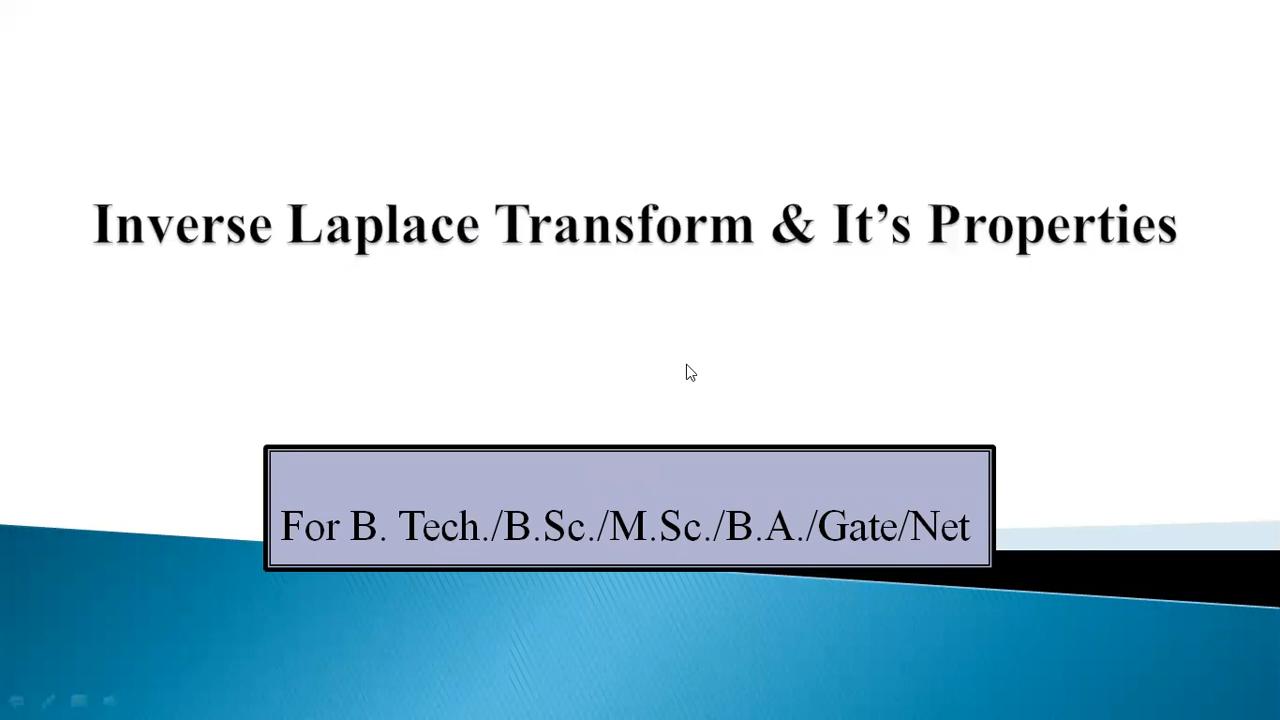 Inverse Laplace Transform & It’s Properties
For B. Tech./B.Sc./M.Sc./B.A./Gate/Net